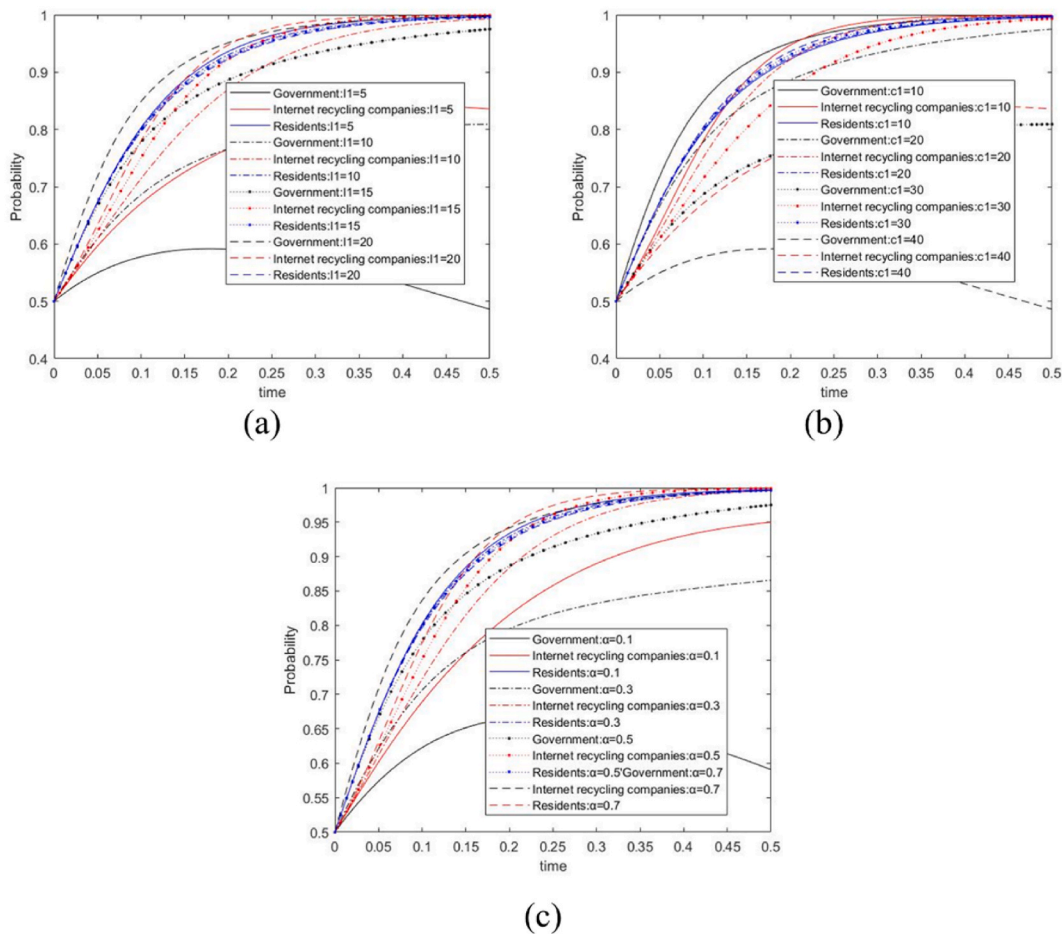 1
0.9
0.8
0.7
0.6
0.5
0.4
Probability
0 0.05 0.1 0.15 0.2 0.25 0.3 0.35 0.4 0.45 0.5
time
Government:I1=5
Internet recycling companies:I1=5
Residents:I1=5
Government:I1=10
Internet recycling companies:I1=10
Residents:I1=10
Government:I1=15
Internet recycling companies:I1=15
Residents:I1=15
Government:I1=20
Internet recycling companies:I1=20
Residents:I1=20
(a)
1
0.9
0.8
0.7
0.6
0.5
0.4
Probability
0 0.05 0.1 0.15 0.2 0.25 0.3 0.35 0.4 0.45 0.5
time
Government:c1=10
Internet recycling companies:c1=10
Residents:c1=10
Government:c1=20
Internet recycling companies:c1=20
Residents:c1=20
Government:c1=30
Internet recycling companies:c1=30
Residents:c1=30
Government:c1=40
Internet recycling companies:c1=40
Residents:c1=40
(b)
1
0.95
0.9
0.85
0.8
0.75
0.7
0.65
0.6
0.55
0.5
Probability
0 0.05 0.1 0.15 0.2 0.25 0.3 0.35 0.4 0.45 0.5
time
Government:α=0.1
Internet recycling companies:α=0.1
Residents:α=0.1
Government:α=0.3
Internet recycling companies:α=0.3
Residents:α=0.3
Government:α=0.5
Internet recycling companies:α=0.5
Residents:α=0.5'Government:α=0.7
Internet recycling companies:α=0.7
Residents:α=0.7
(c)